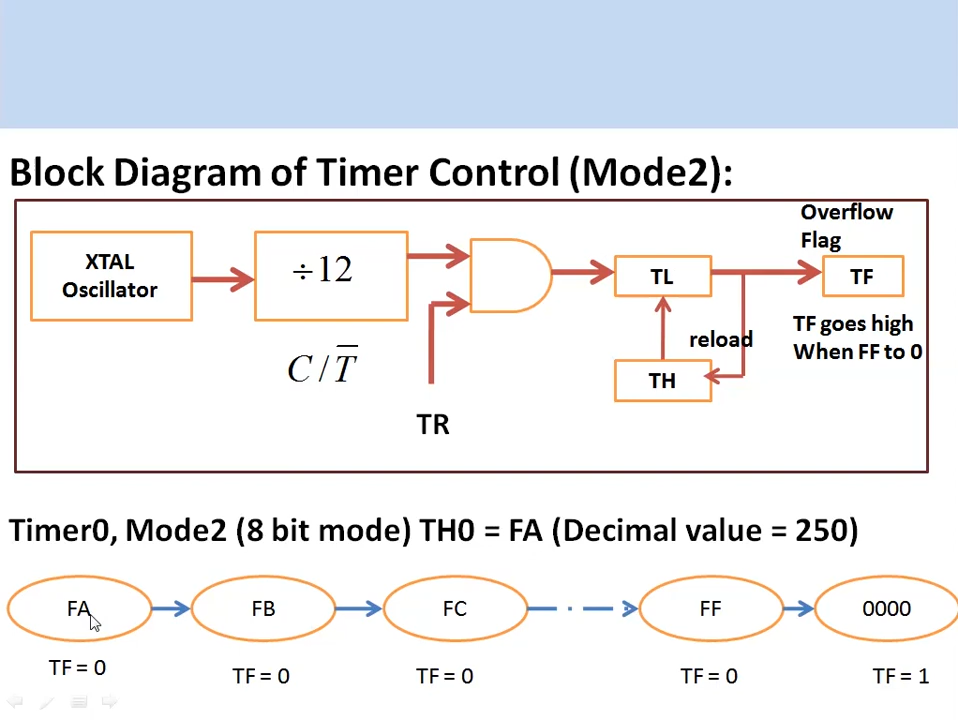 Block Diagram of Timer Control (Mode2):
Overflow
Flag
XTAL
Oscillator
÷12
TL
TF
TF goes high
When FF to 0
reload
C / T̅
TH
TR
Timer0, Mode2 (8 bit mode) TH0 = FA (Decimal value = 250)
FA
FB
FC
FF
0000
TF = 0
TF = 0
TF = 0
TF = 0
TF = 1